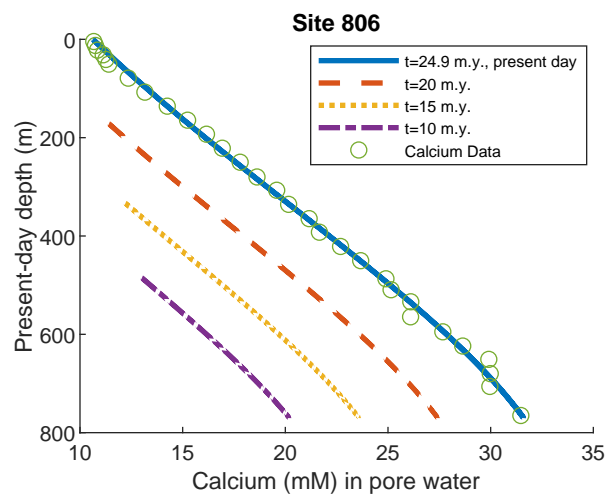 Site 806
t=24.9 m.y., present day
t=20 m.y.
t=15 m.y.
t=10 m.y.
Calcium Data
Present-day depth (m)
0
200
400
600
800
10
15
20
25
30
35
Calcium (mM) in pore water